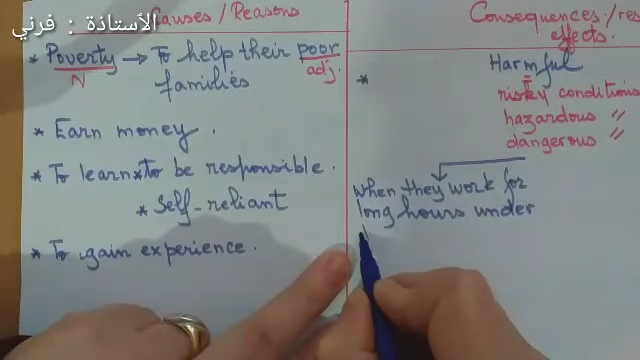 الأستاذة : فرني
Causes / Reasons
* Poverty → To help their poor
N
adj.
families
* Earn money.
* To learn * to be responsible.
* Self-reliant
* To gain experience.
Consequences / res
effects.
*
Harmful
=
risky conditions
hazardous "
dangerous "
when they work for
long hours under